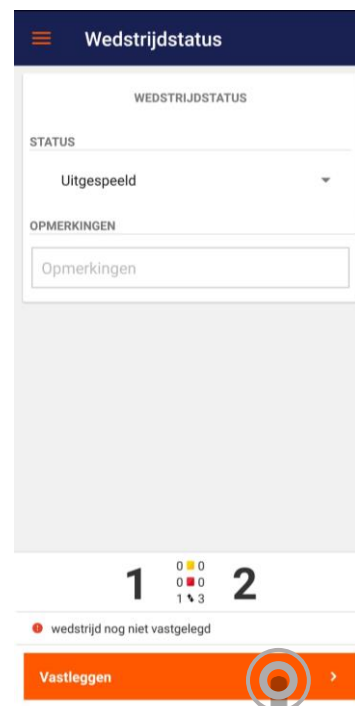 Wedstrijdstatus
WEDSTRIJDSTATUS
STATUS
Uitgespeeld
OPMERKINGEN
Opmerkingen
1 2
0 0
0 0
1 3
wedstrijd nog niet vastgelegd
Vastleggen